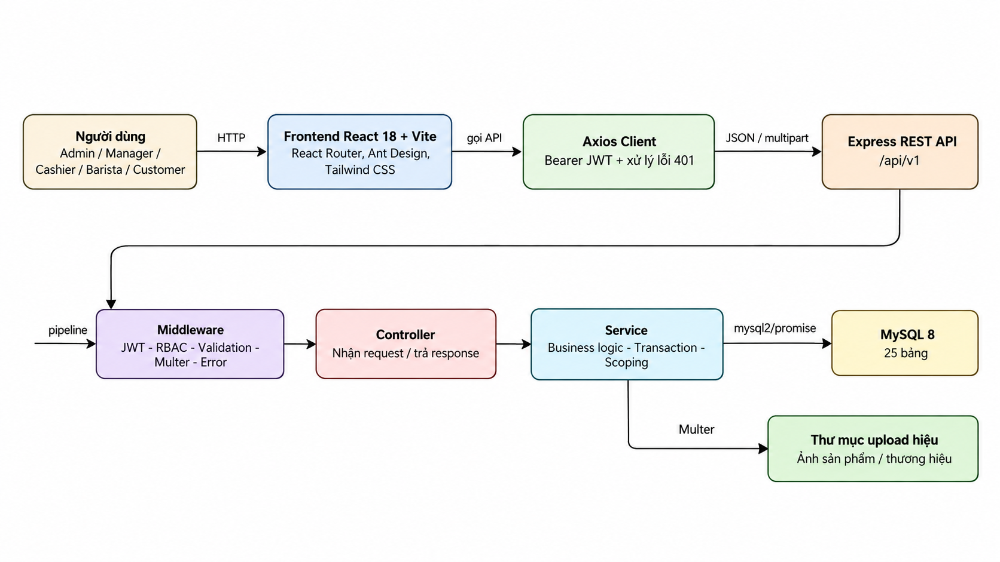 Người dùng
Admin / Manager /
Cashier / Barista / Customer
HTTP
Frontend React 18 + Vite
React Router, Ant Design,
Tailwind CSS
gọi API
Axios Client
Bearer JWT + xử lý lỗi 401
JSON / multipart
Express REST API
/api/v1
pipeline
Middleware
JWT - RBAC - Validation -
Multer - Error
Controller
Nhận request / trả response
Service
Business logic - Transaction -
Scoping
mysql2/promise
MySQL 8
25 bảng
Multer
Thư mục upload hiệu
Ảnh sản phẩm / thương hiệu